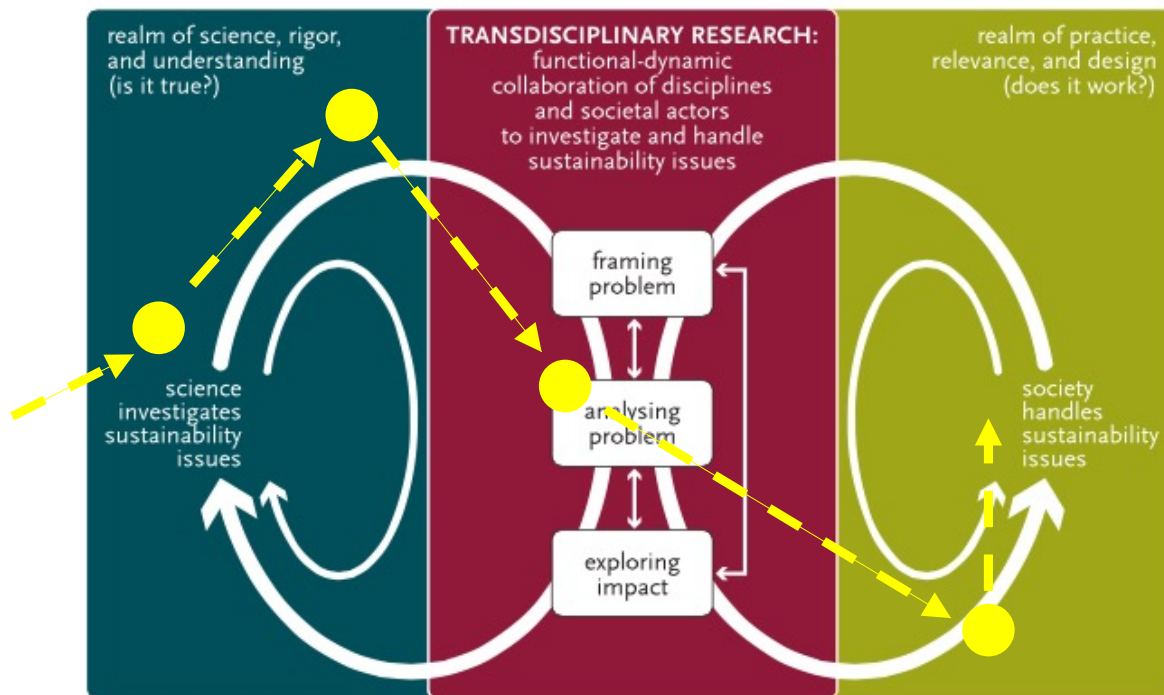 realm of science, rigor,
and understanding
(is it true?)
TRANSDISCIPLINARY RESEARCH:
functional-dynamic
collaboration of disciplines
and societal actors
to investigate and handle
sustainability issues
realm of practice,
relevance, and design
(does it work?)
framing
problem
science
investigates
sustainability
issues
analysing
problem
society
handles
sustainability
issues
exploring
impact